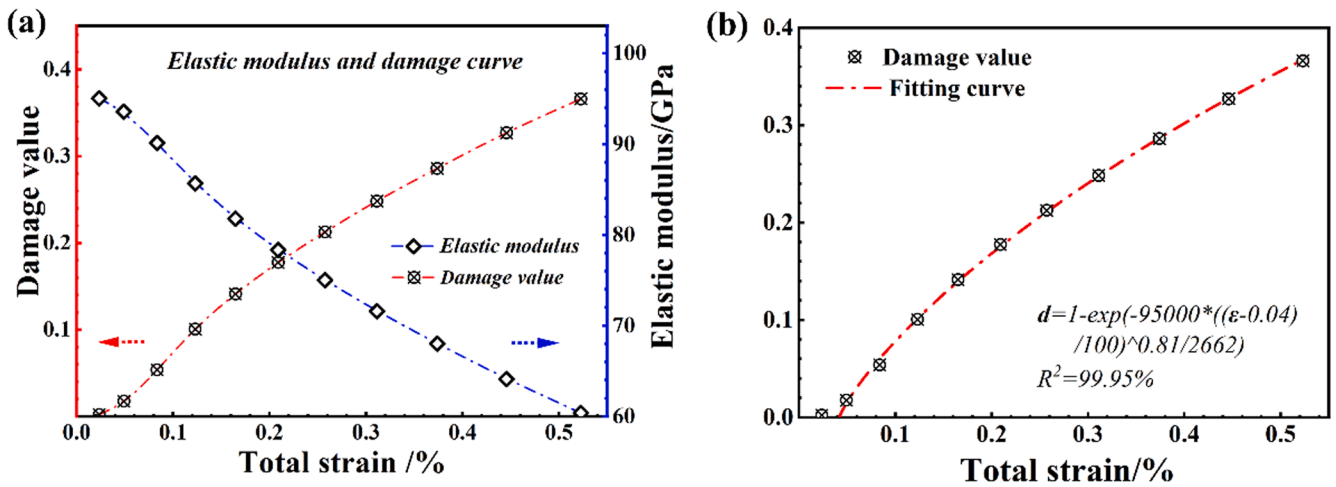 (a)
Elastic modulus and damage curve
Damage value
0.4
0.3
0.2
0.1
100
90
80
70
60
Elastic modulus/GPa
Elastic modulus
Damage value
0.0
0.1
0.2
0.3
0.4
0.5
Total strain /%
(b)
0.4
0.3
0.2
0.1
0.0
Damage value
Fitting curve
d=1-exp(-95000*((ε-0.04)
/100)^0.81/2662)
R²=99.95%
0.1
0.2
0.3
0.4
0.5
Total strain/%